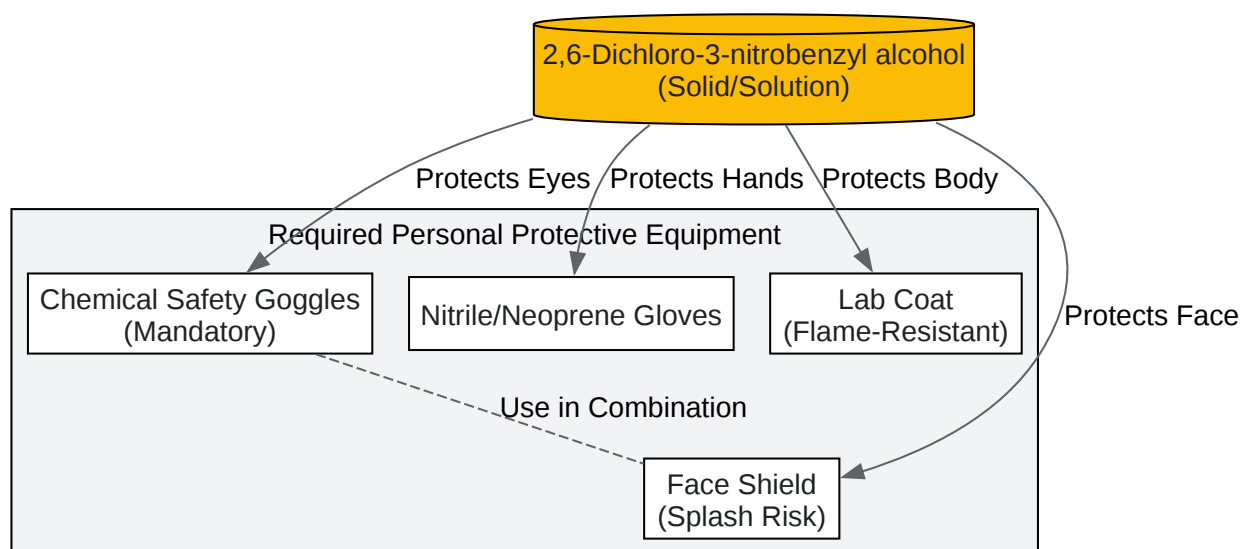 2,6-Dichloro-3-nitrobenzyl alcohol
(Solid/Solution)
Protects Eyes
Protects Hands
Protects Body
Required Personal Protective Equipment
Chemical Safety Goggles
(Mandatory)
Nitrile/Neoprene Gloves
Lab Coat
(Flame-Resistant)
Protects Face
Use in Combination
Face Shield
(Splash Risk)